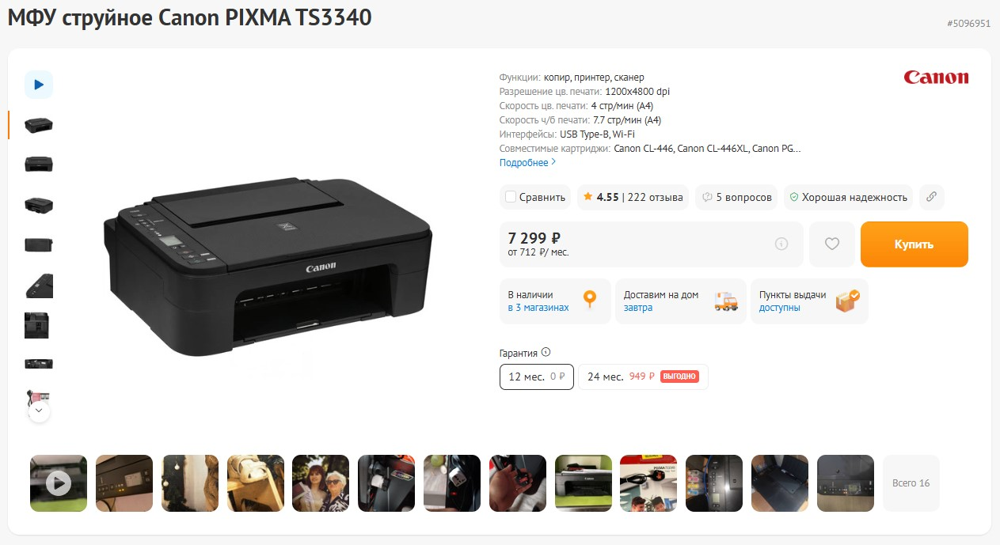 МФУ струйное Canon PIXMA TS3340
#5096951
Функции: копир, принтер, сканер
Canon
Разрешение цв. печати: 1200x4800 dpi
Скорость цв. печати: 4 стр/мин (A4)
Скорость ч/б печати: 7.7 стр/мин (A4)
Интерфейсы: USB Type-B, Wi-Fi
Совместимые картриджи: Canon CL-446, Canon CL-446XL, Canon PG...
Подробнее
Сравнить
4.55 | 222 отзыва
5 вопросов
Хорошая надежность
7 299 ₽
от 712 ₽/ мес.
Купить
Canon
В наличии
в 3 магазинах
Доставим на дом
завтра
Пункты выдачи
доступны
Гарантия
12 мес. 0 ₽
24 мес. 949 ₽ ВЫГОДНО
PIXMA TS3340
Всего 16